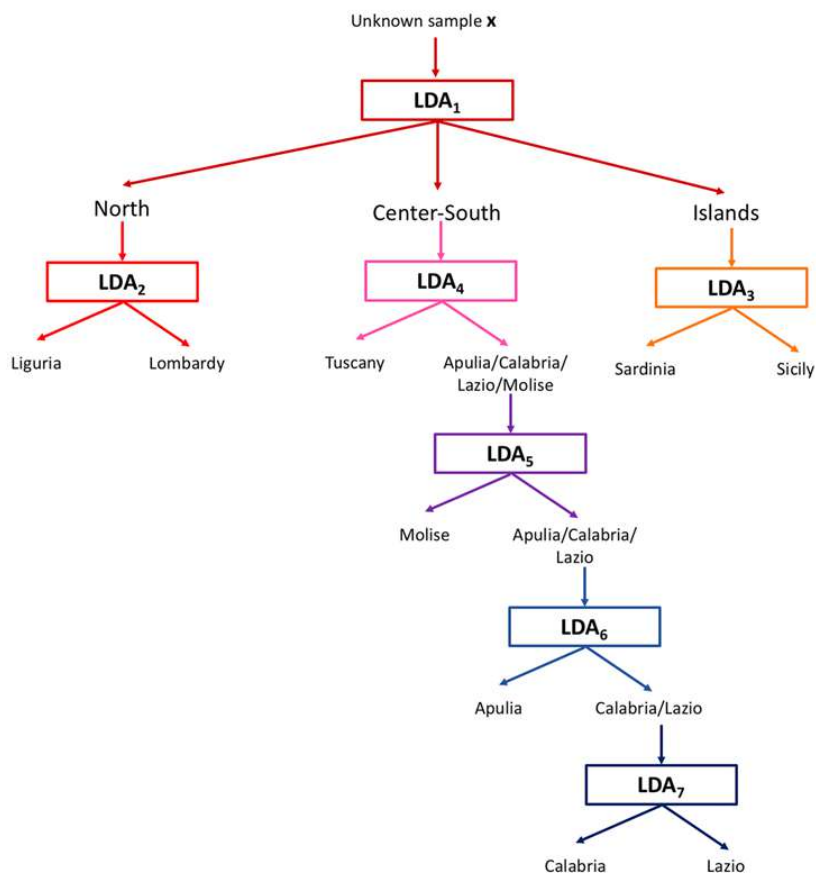 Unknown sample x
LDA₁
North
Center-South
Islands
LDA₂
LDA₄
LDA₃
Liguria
Lombardy
Tuscany
Apulia/Calabria/
Lazio/Molise
Sardinia
Sicily
LDA₅
Molise
Apulia/Calabria/
Lazio
LDA₆
Apulia
Calabria/Lazio
LDA₇
Calabria
Lazio